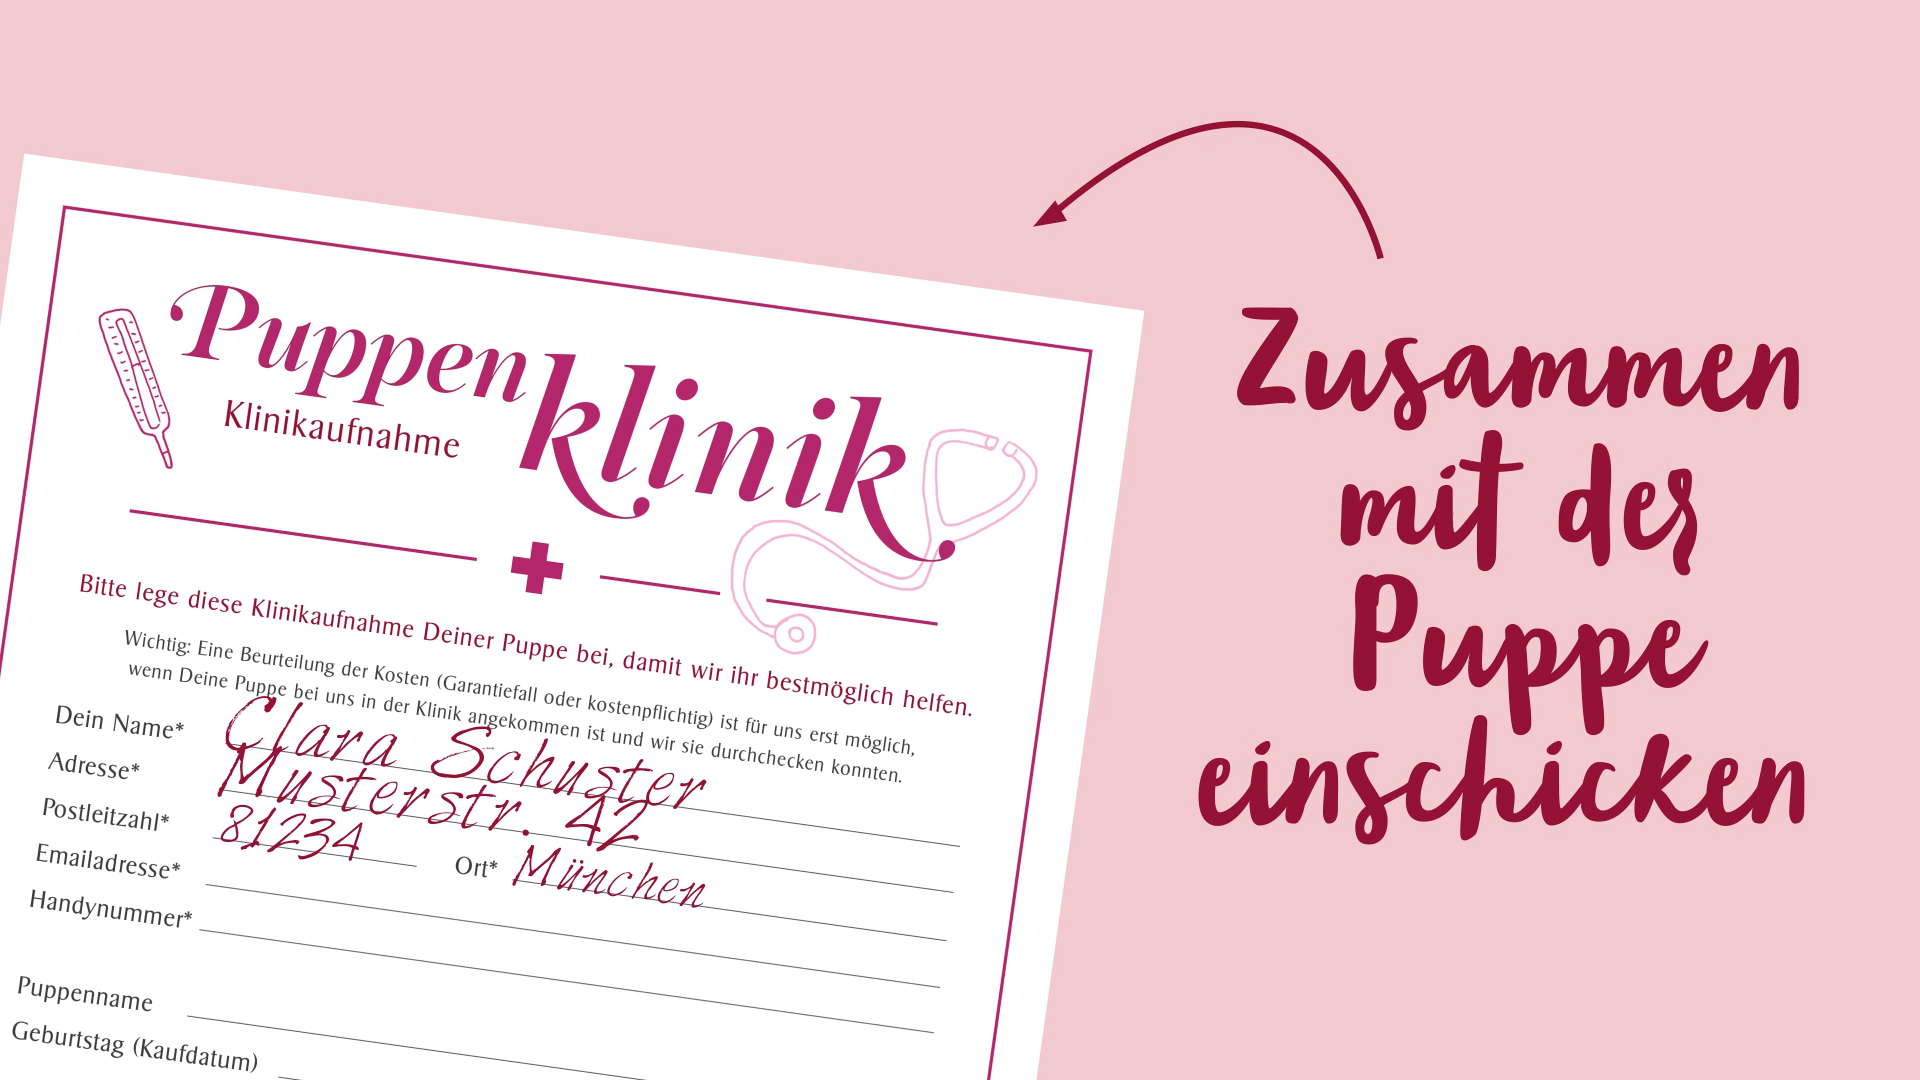 Puppenklinik
Klinikaufnahme
Bitte lege diese Klinikaufnahme Deiner Puppe bei, damit wir ihr bestmöglich helfen.
Wichtig: Eine Beurteilung der Kosten (Garantiefall oder kostenpflichtig) ist für uns erst möglich,
wenn Deine Puppe bei uns in der Klinik angekommen ist und wir sie durchchecken konnten.
Dein Name* Clara Schuster
Adresse* Musterstr. 42
Postleitzahl* 81234 Ort* München
Emailadresse*
Handynummer*
Puppenname
Geburtstag (Kaufdatum)
Zusammen
mit der
Puppe
einschicken